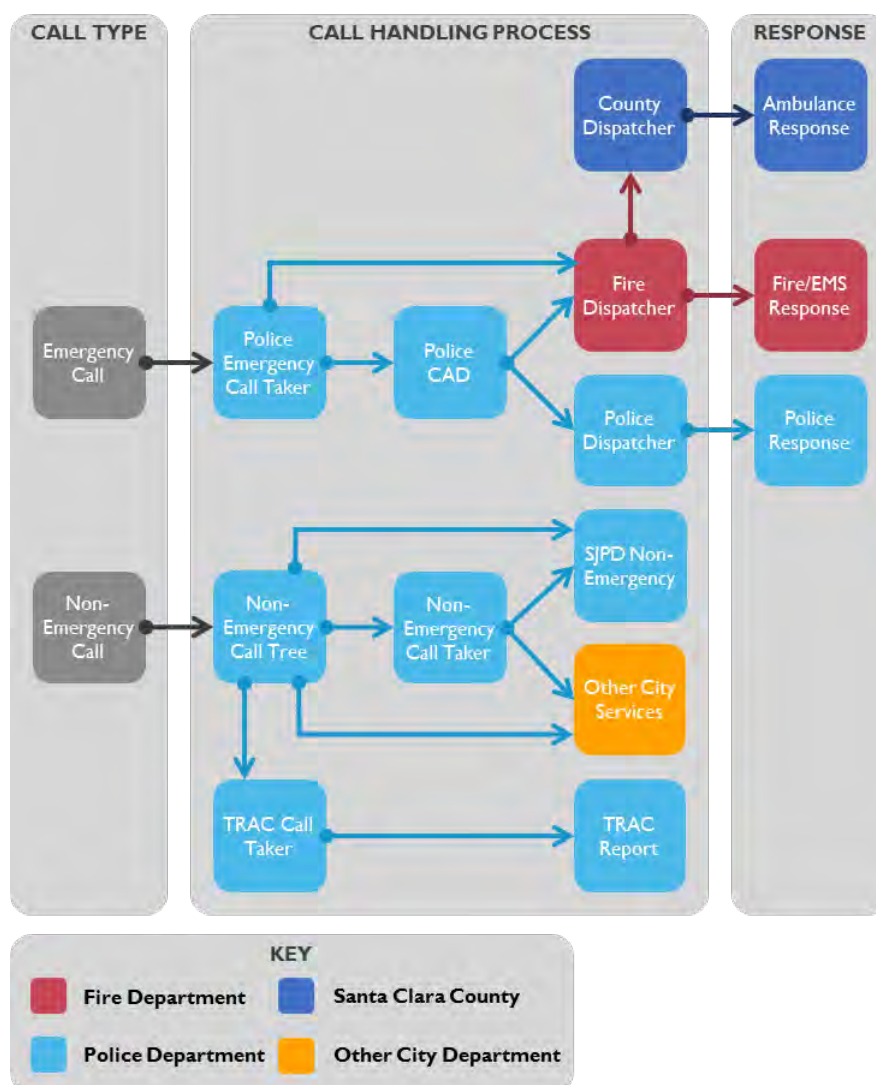 CALL TYPE
CALL HANDLING PROCESS
RESPONSE
County
Dispatcher
Ambulance
Response
Fire
Dispatcher
Fire/EMS
Response
Emergency
Call
Police
Emergency
Call Taker
Police
CAD
Police
Dispatcher
Police
Response
SJPD Non-
Emergency
Non-
Emergency
Call
Non-
Emergency
Call Tree
Non-
Emergency
Call Taker
Other City
Services
TRAC Call
Taker
TRAC
Report
KEY
Fire Department
Santa Clara County
Police Department
Other City Department